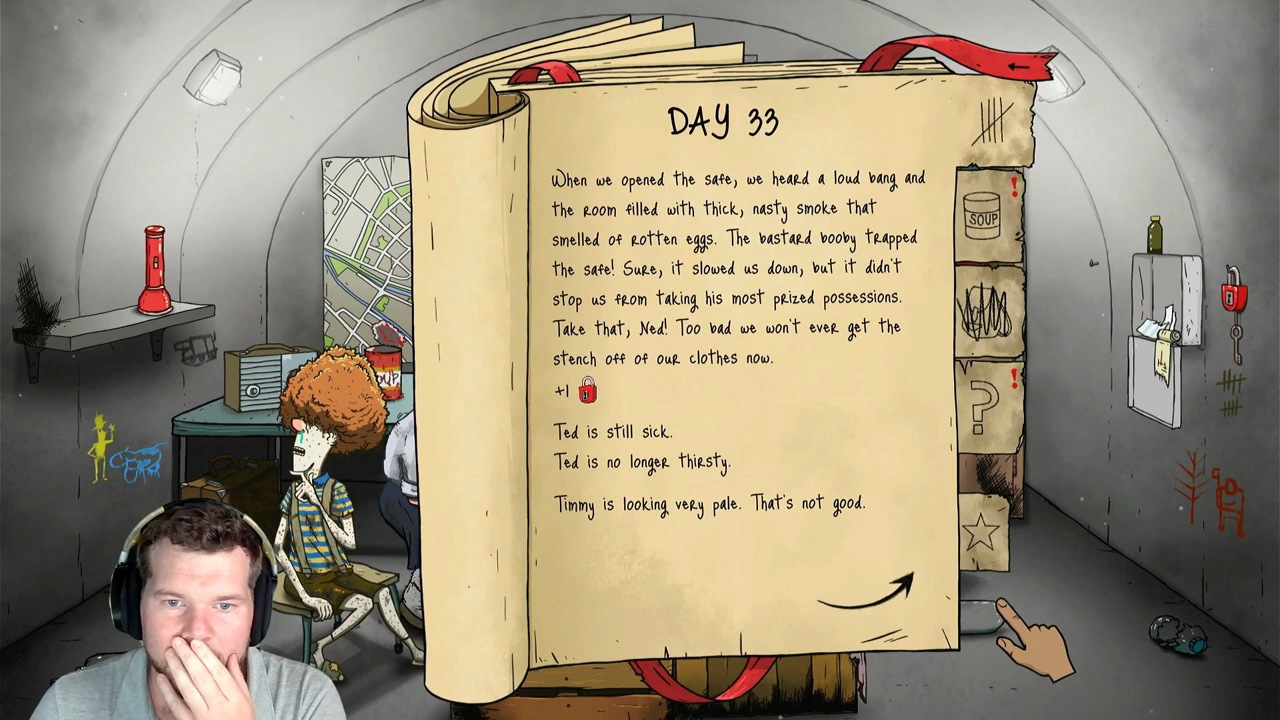 DAY 33
When we opened the safe, we heard a loud bang and
the room filled with thick, nasty smoke that
smelled of rotten eggs. The bastard booby trapped
the safe! Sure, it slowed us down, but it didn't
stop us from taking his most prized possessions.
Take that, Ned! Too bad we won't ever get the
stench off of our clothes now.
+1
Ted is still sick.
Ted is no longer thirsty.
Timmy is looking very pale. That's not good.
SOUP
!
!
?
OUP